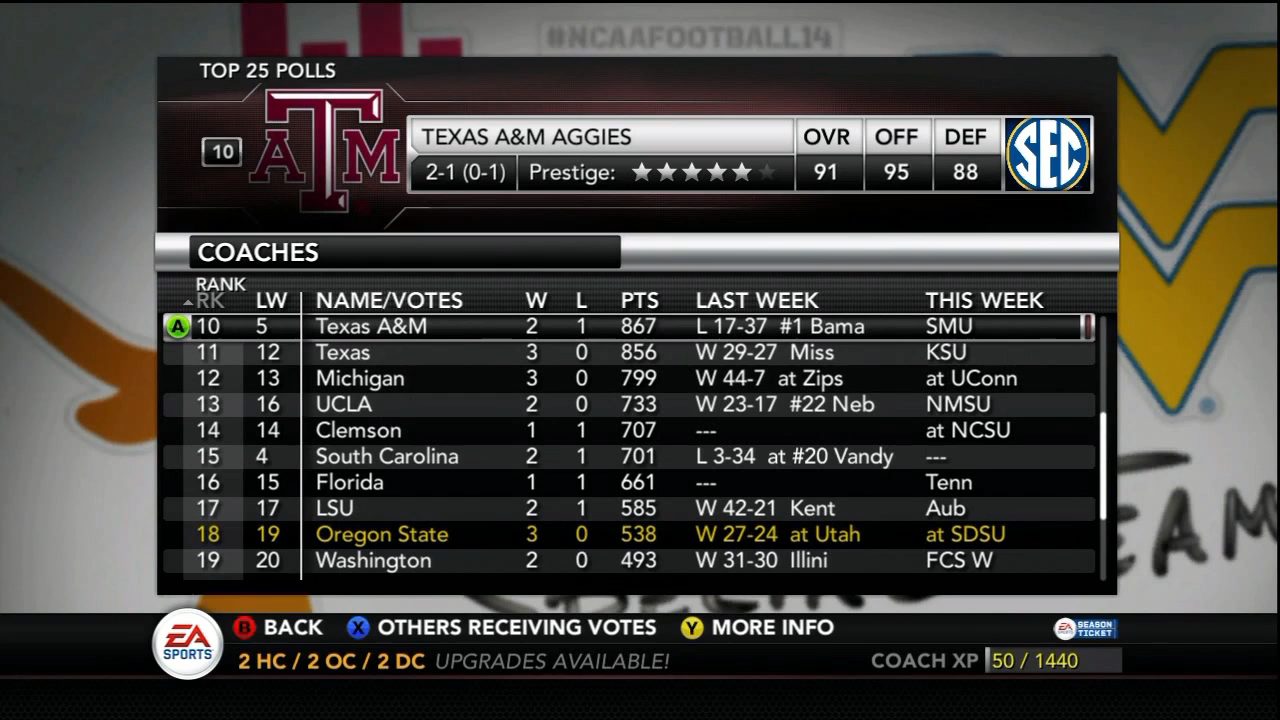 #NCAAFOOTBALL14
TOP 25 POLLS
10 ATM TEXAS A&M AGGIES OVR OFF DEF SEC
2-1 (0-1) Prestige: 91 95 88
COACHES
RANK
RK LW NAME/VOTES W L PTS LAST WEEK THIS WEEK
A 10 5 Texas A&M 2 1 867 L 17-37 #1 Bama SMU
11 12 Texas 3 0 856 W 29-27 Miss KSU
12 13 Michigan 3 0 799 W 44-7 at Zips at UConn
13 16 UCLA 2 0 733 W 23-17 #22 Neb NMSU
14 14 Clemson 1 1 707 --- at NCSU
15 4 South Carolina 2 1 701 L 3-34 at #20 Vandy ---
16 15 Florida 1 1 661 --- Tenn
17 17 LSU 2 1 585 W 42-21 Kent Aub
18 19 Oregon State 3 0 538 W 27-24 at Utah at SDSU
19 20 Washington 2 0 493 W 31-30 Illini FCS W
EAM
EA SPORTS B BACK X OTHERS RECEIVING VOTES Y MORE INFO EA SPORTS SEASON TICKET
2 HC / 2 OC / 2 DC UPGRADES AVAILABLE! COACH XP 50 / 1440